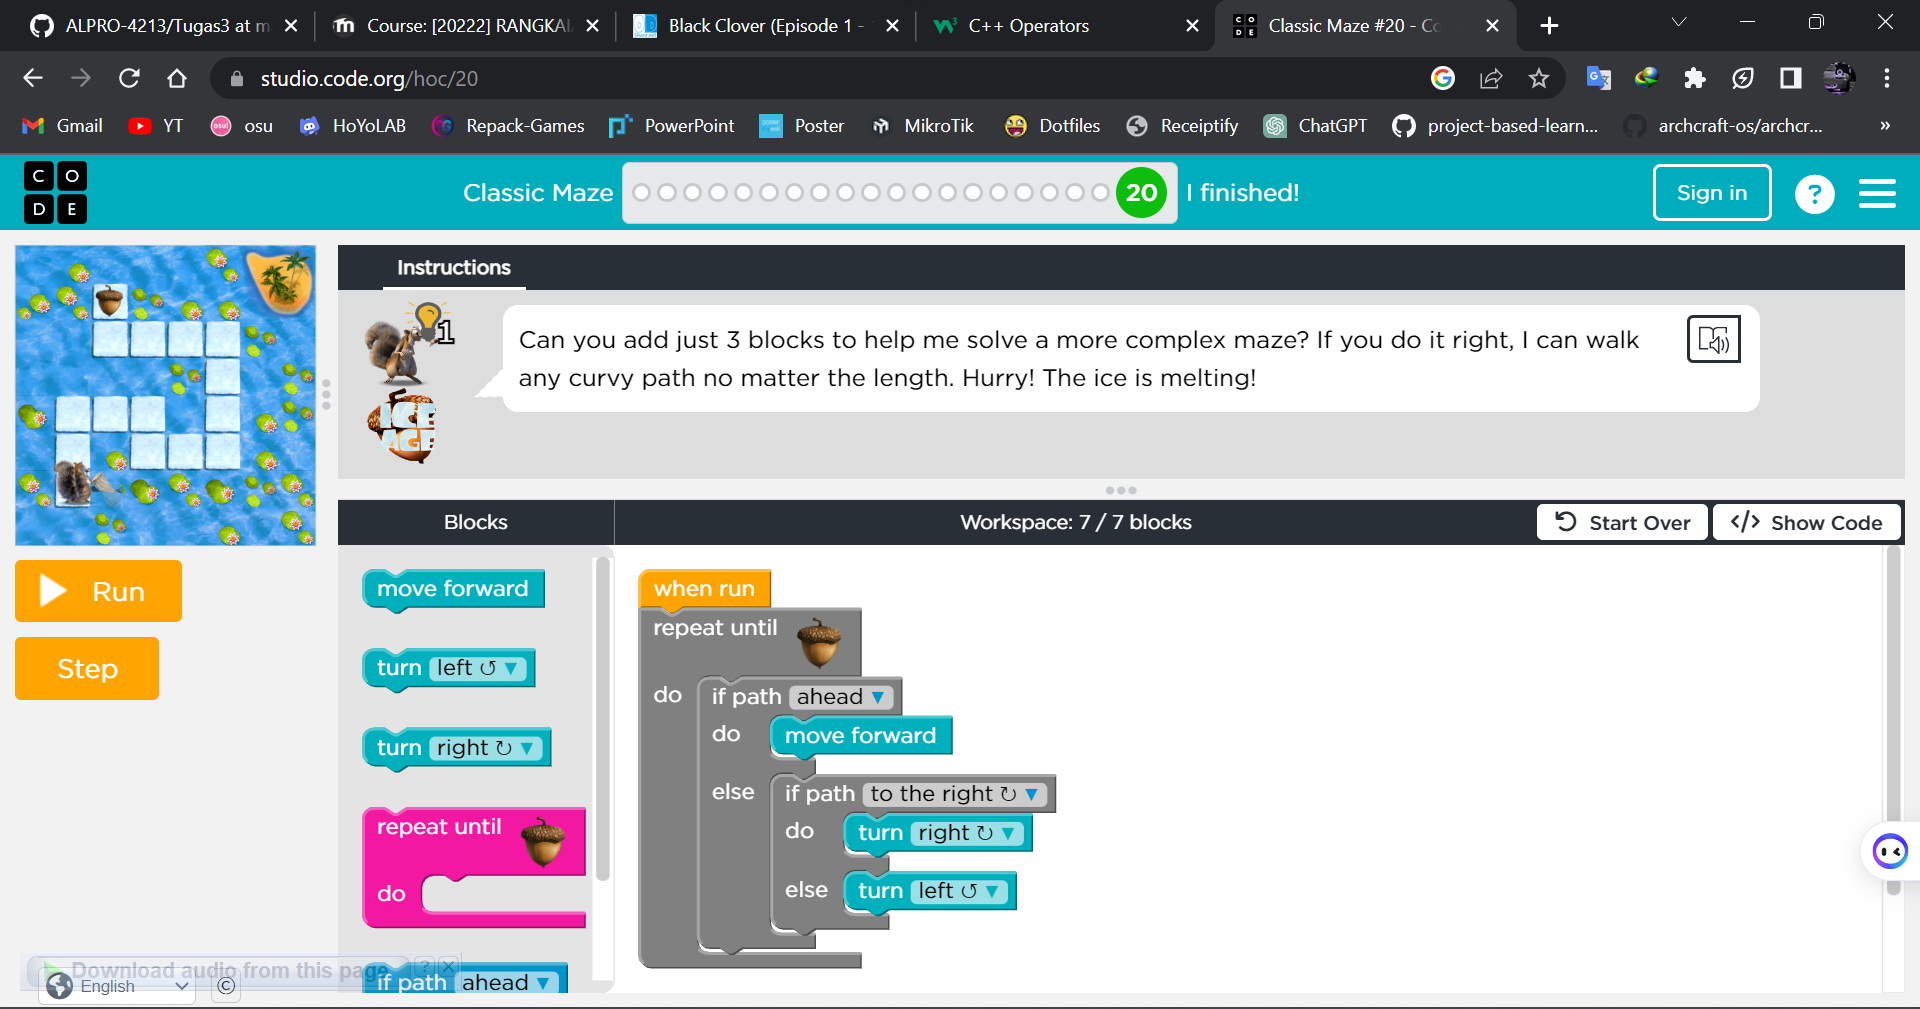 ALPRO-4213/Tugas3 at m
Course: [20222] RANGKAI
Black Clover (Episode 1 -
C++ Operators
Classic Maze #20 - Co
studio.code.org/hoc/20
Gmail YT osu HoYoLAB Repack-Games PowerPoint Poster MikroTik Dotfiles Receiptify ChatGPT project-based-learn... archcraft-os/archcr... »
CODE
Classic Maze 20 I finished! Sign in ?
Instructions
1
Can you add just 3 blocks to help me solve a more complex maze? If you do it right, I can walk
any curvy path no matter the length. Hurry! The ice is melting!
ICE
AGE
Blocks
Workspace: 7 / 7 blocks
Start Over
</> Show Code
Run
Step
move forward
turn left ↺ ▼
turn right ↻ ▼
repeat until
do
if path ahead ▼
when run
repeat until
do if path ahead ▼
do move forward
else if path to the right ↻ ▼
do turn right ↻ ▼
else turn left ↺ ▼
Download audio from this page ? X
English ©